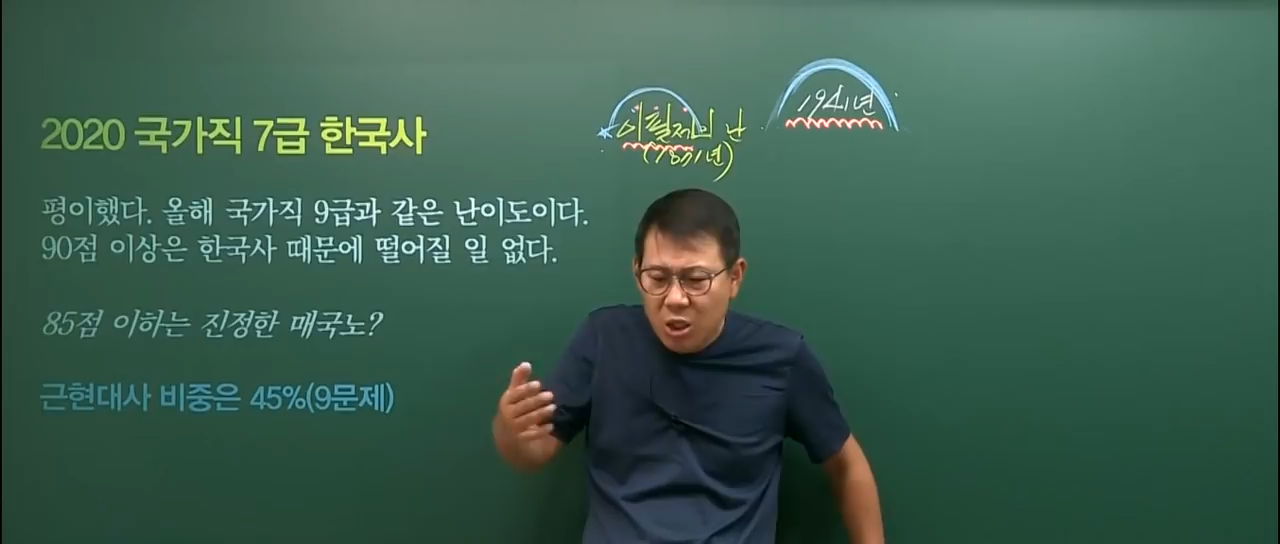 2020 국가직 7급 한국사
평이했다. 올해 국가직 9급과 같은 난이도이다.
90점 이상은 한국사 때문에 떨어질 일 없다.
85점 이하는 진정한 매국노?
근현대사 비중은 45%(9문제)
이필제의 난
(1871년)
1941년